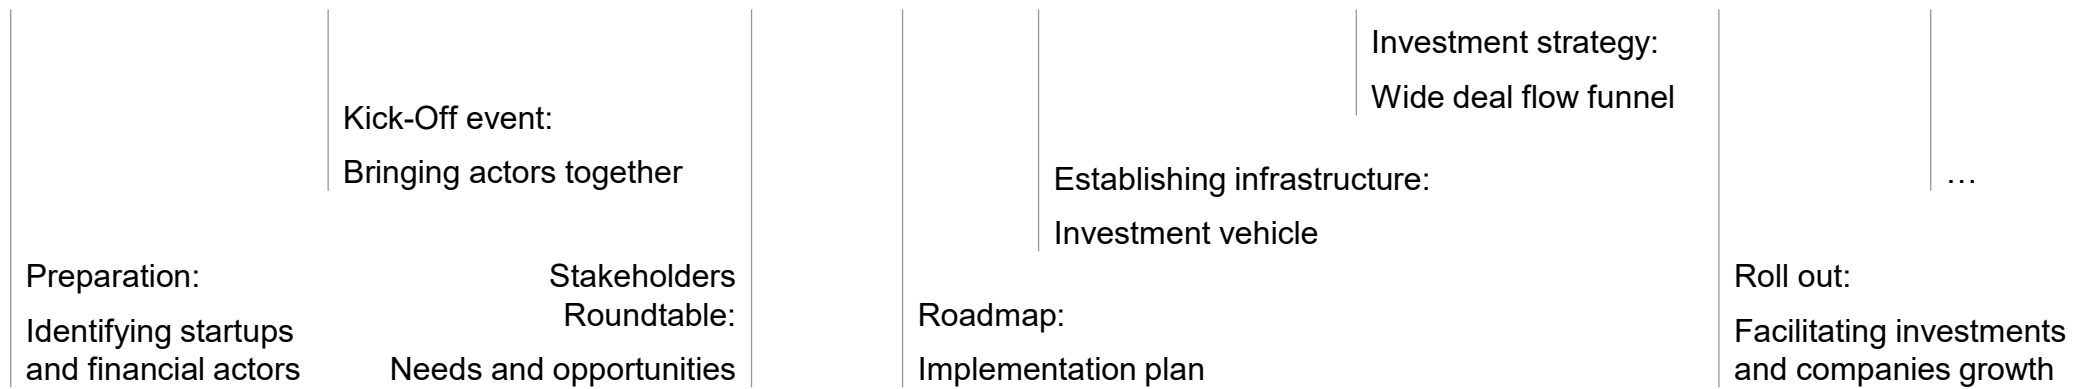 Preparation:
Identifying startups
and financial actors
Kick-Off event:
Bringing actors together
Stakeholders
Roundtable:
Needs and opportunities
Roadmap:
Implementation plan
Establishing infrastructure:
Investment vehicle
Investment strategy:
Wide deal flow funnel
Roll out:
Facilitating investments
and companies growth
…